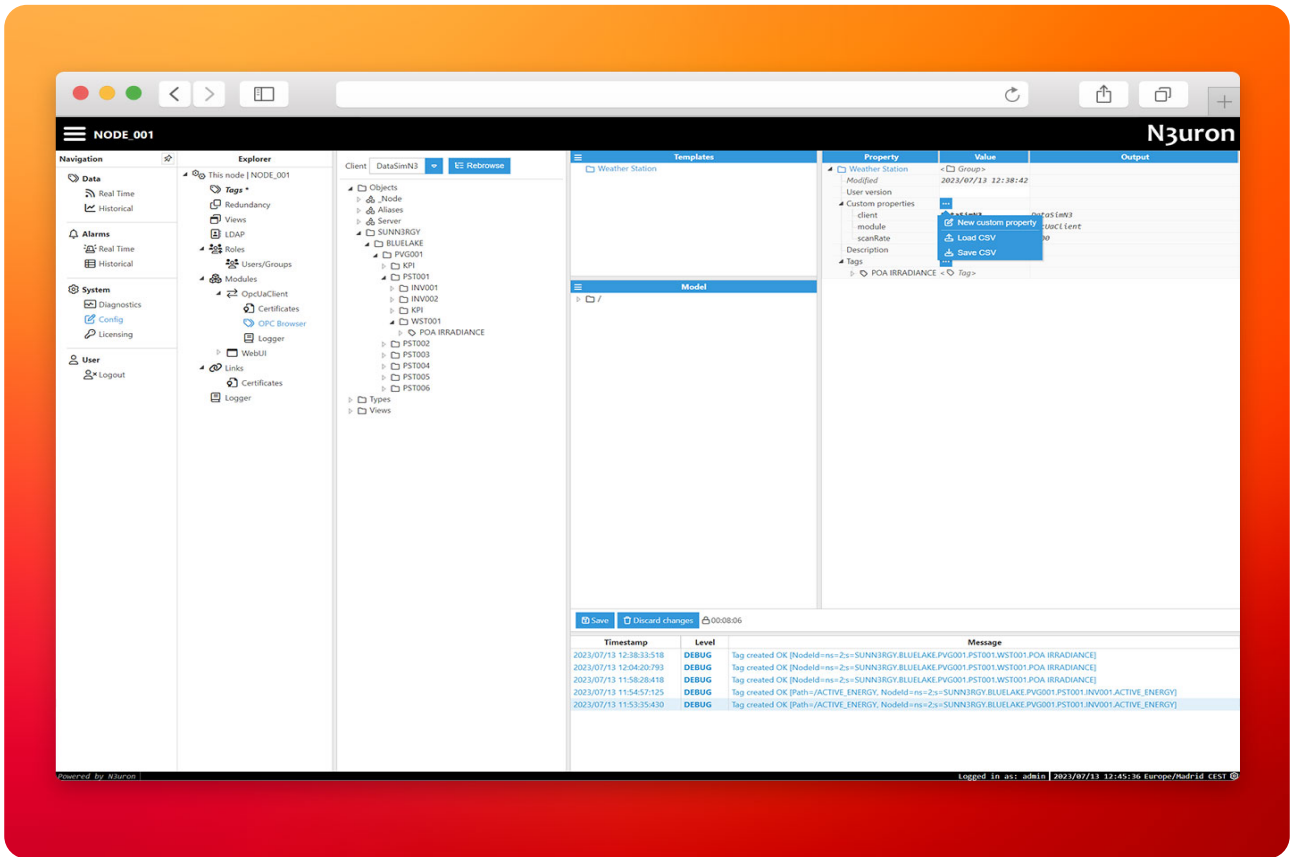 NODE_001
N3uron
Navigation
Data
Real Time
Historical
Alarms
Real Time
Historical
System
Diagnostics
Config
Licensing
User
Logout
Explorer
This node | NODE_001
Tags *
Redundancy
Views
LDAP
Roles
Users/Groups
Modules
OpcUaClient
Certificates
OPC Browser
Logger
WebUI
Links
Certificates
Logger
Client DataSimN3 Rebrowse
Objects
_Node
Aliases
Server
SUNN3RGY
BLUELAKE
PVG001
KPI
PST001
INV001
INV002
KPI
WST001
POA IRRADIANCE
PST002
PST003
PST004
PST005
PST006
Types
Views
Templates
Weather Station
Model
/
Property Value Output
Weather Station < Group>
Modified 2023/07/13 12:38:42
User version
Custom properties ...
client DataSimN3
module
scanRate
Description
Tags ...
POA IRRADIANCE < Tag>
New custom property
Load CSV
Save CSV
Save Discard changes 00:08:06
Timestamp Level Message
2023/07/13 12:38:33:518 DEBUG Tag created OK [NodeId=ns=2;s=SUNN3RGY.BLUELAKE.PVG001.PST001.WST001.POA IRRADIANCE]
2023/07/13 12:04:20:793 DEBUG Tag created OK [NodeId=ns=2;s=SUNN3RGY.BLUELAKE.PVG001.PST001.WST001.POA IRRADIANCE]
2023/07/13 11:58:28:418 DEBUG Tag created OK [NodeId=ns=2;s=SUNN3RGY.BLUELAKE.PVG001.PST001.WST001.POA IRRADIANCE]
2023/07/13 11:54:57:125 DEBUG Tag created OK [Path=/ACTIVE_ENERGY, NodeId=ns=2;s=SUNN3RGY.BLUELAKE.PVG001.PST001.INV001.ACTIVE_ENERGY]
2023/07/13 11:53:35:430 DEBUG Tag created OK [Path=/ACTIVE_ENERGY, NodeId=ns=2;s=SUNN3RGY.BLUELAKE.PVG001.PST001.INV001.ACTIVE_ENERGY]
Powered by N3uron
Logged in as: admin | 2023/07/13 12:45:36 Europe/Madrid CEST